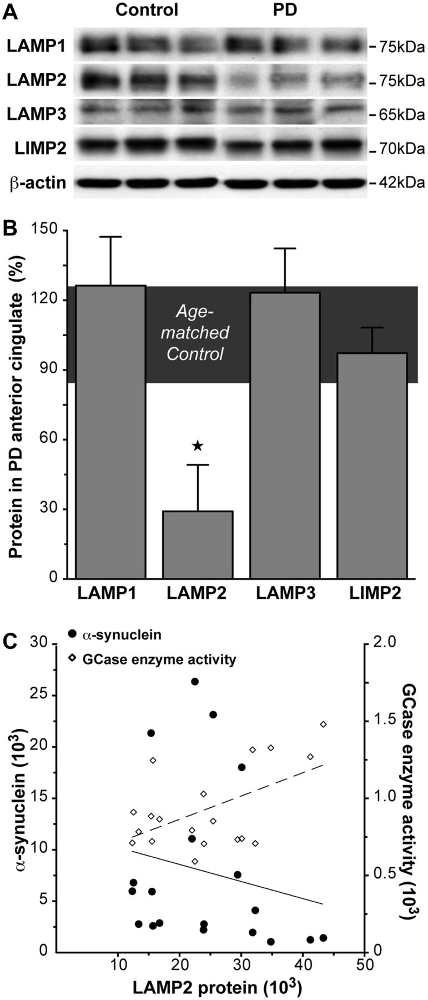 A
Control PD
LAMP1 75kDa
LAMP2 75kDa
LAMP3 65kDa
LIMP2 70kDa
β-actin 42kDa
B
Protein in PD anterior cingulate (%)
150
120
90
60
30
0
Age-
matched
Control
★
LAMP1 LAMP2 LAMP3 LIMP2
C
α-synuclein
GCase enzyme activity
α-synuclein (10³)
30
25
20
15
10
5
0
2.0
1.5
1.0
0.5
0
GCase enzyme activity (10³)
10 20 30 40 50
LAMP2 protein (10³)